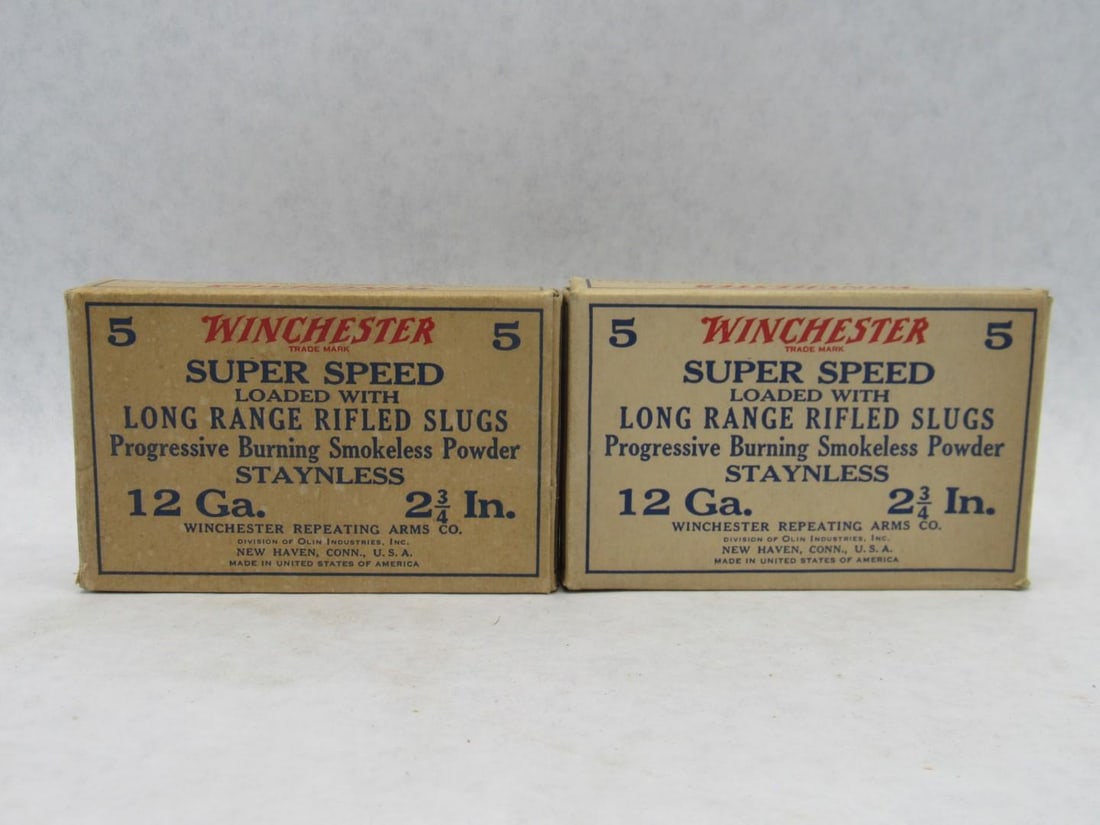 5 WINCHESTER 5
TRADE MARK
SUPER SPEED
LOADED WITH
LONG RANGE RIFLED SLUGS
Progressive Burning Smokeless Powder
STAYNLESS
12 Ga. 2 3/4 In.
WINCHESTER REPEATING ARMS CO.
DIVISION OF OLIN INDUSTRIES, INC.
NEW HAVEN, CONN., U.S.A.
MADE IN UNITED STATES OF AMERICA
5 WINCHESTER 5
TRADE MARK
SUPER SPEED
LOADED WITH
LONG RANGE RIFLED SLUGS
Progressive Burning Smokeless Powder
STAYNLESS
12 Ga. 2 3/4 In.
WINCHESTER REPEATING ARMS CO.
DIVISION OF OLIN INDUSTRIES, INC.
NEW HAVEN, CONN., U.S.A.
MADE IN UNITED STATES OF AMERICA